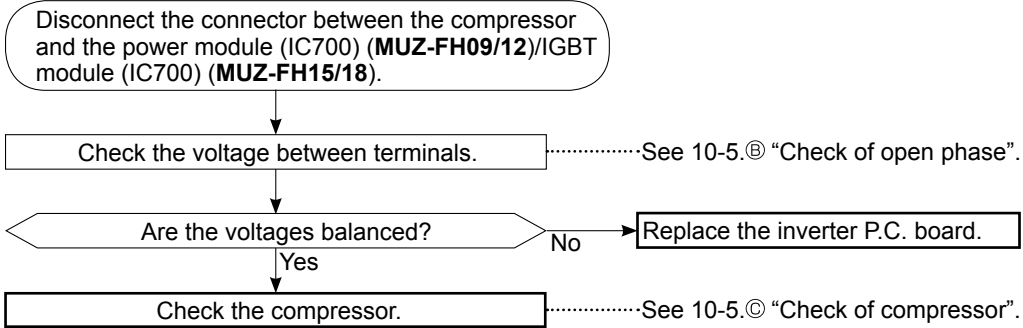 Disconnect the connector between the compressor
and the power module (IC700) (MUZ-FH09/12)/IGBT
module (IC700) (MUZ-FH15/18).
Check the voltage between terminals.
See 10-5.Ⓑ “Check of open phase”.
Are the voltages balanced?
No
Replace the inverter P.C. board.
Yes
Check the compressor.
See 10-5.Ⓒ “Check of compressor”.